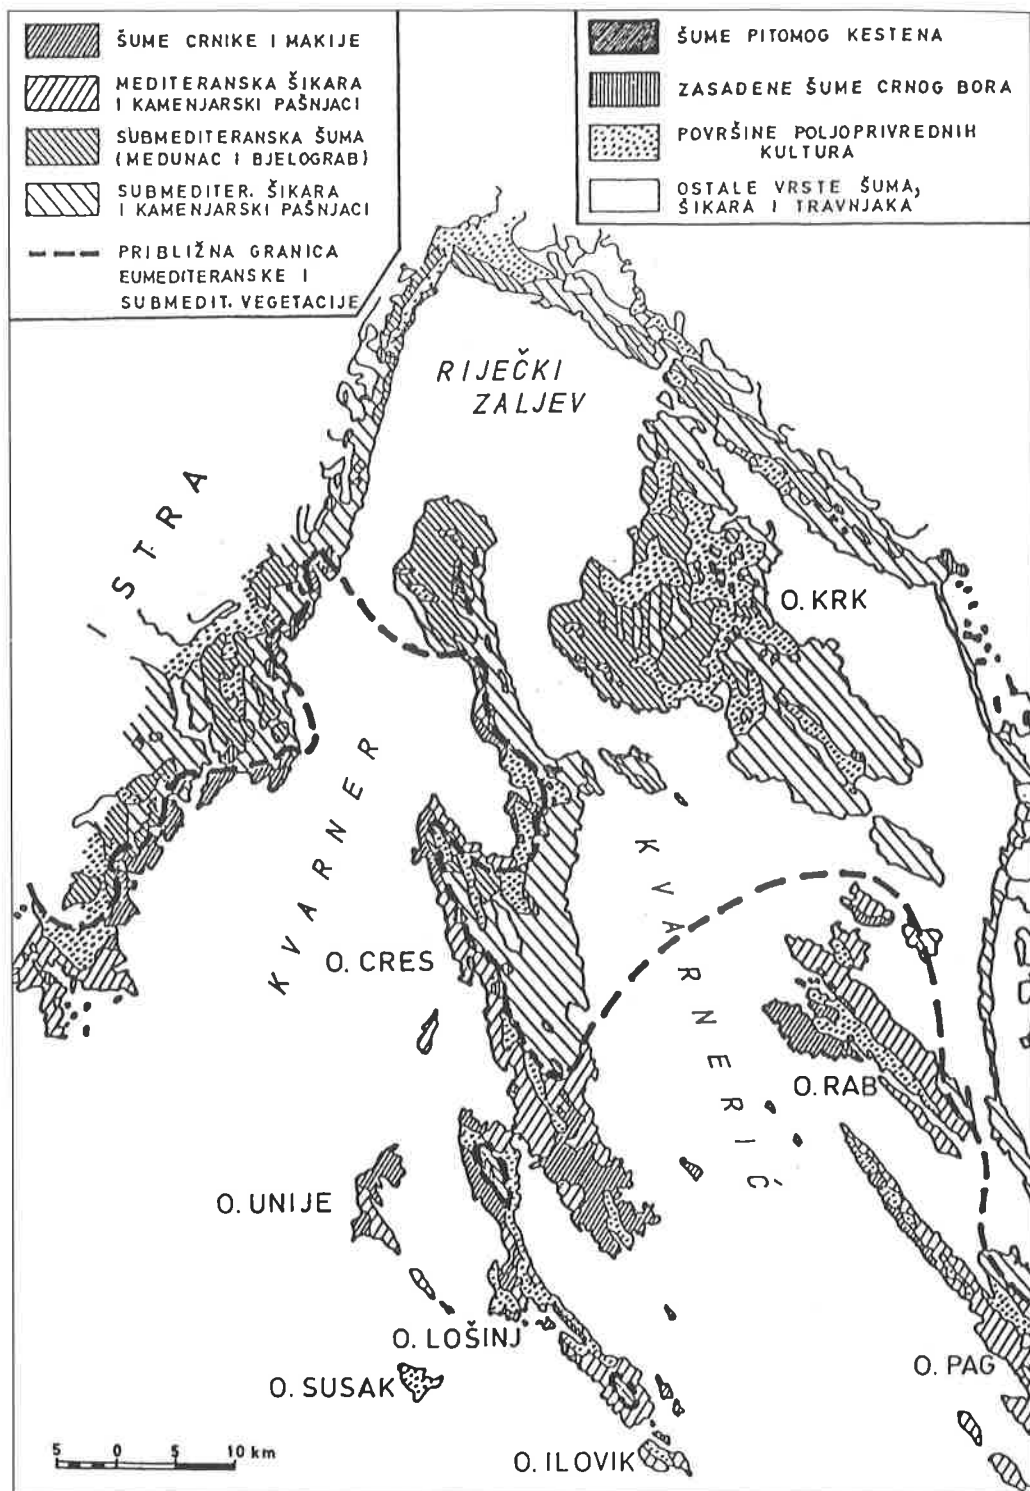 ŠUME CRNIKE I MAKIJE
MEDITERANSKA ŠIKARA
I KAMENJARSKI PAŠNJACI
SUBMEDITERANSKA ŠUMA
(MEDUNAC I BJELOGRAB)
SUBMEDITER. ŠIKARA
I KAMENJARSKI PAŠNJACI
PRIBLIŽNA GRANICA
EUMEDITERANSKE I
SUBMEDIT. VEGETACIJE
ŠUME PITOMOG KESTENA
ZASAĐENE ŠUME CRNOG BORA
POVRŠINE POLJOPRIVREDNIH
KULTURA
OSTALE VRSTE ŠUMA,
ŠIKARA I TRAVNJAKA
RIJEČKI
ZALJEV
ISTRA
O. KRK
KVARNER
KVARNERIĆ
O. CRES
O. RAB
O. UNIJE
O. LOŠINJ
O. SUSAK
O. PAG
O. ILOVIK
5 0 5 10 km